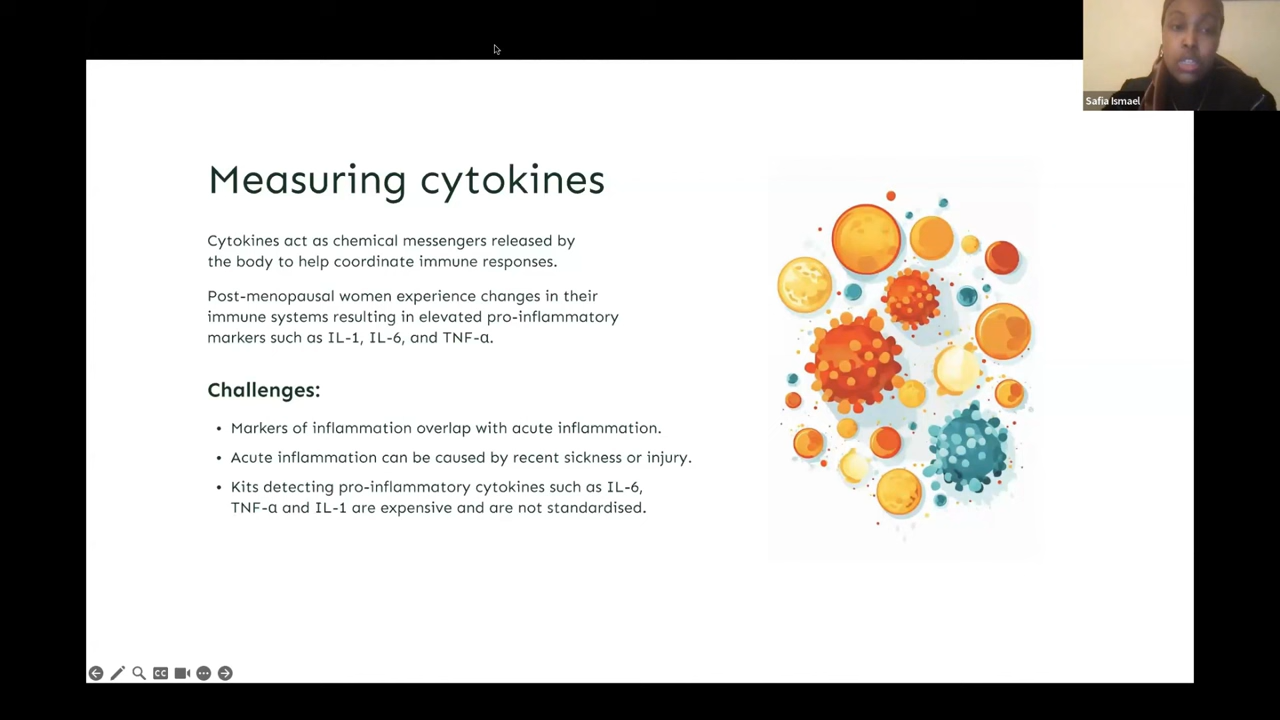 Safia Ismael
Measuring cytokines
Cytokines act as chemical messengers released by
the body to help coordinate immune responses.
Post-menopausal women experience changes in their
immune systems resulting in elevated pro-inflammatory
markers such as IL-1, IL-6, and TNF-α.
Challenges:
• Markers of inflammation overlap with acute inflammation.
• Acute inflammation can be caused by recent sickness or injury.
• Kits detecting pro-inflammatory cytokines such as IL-6,
TNF-α and IL-1 are expensive and are not standardised.
CC